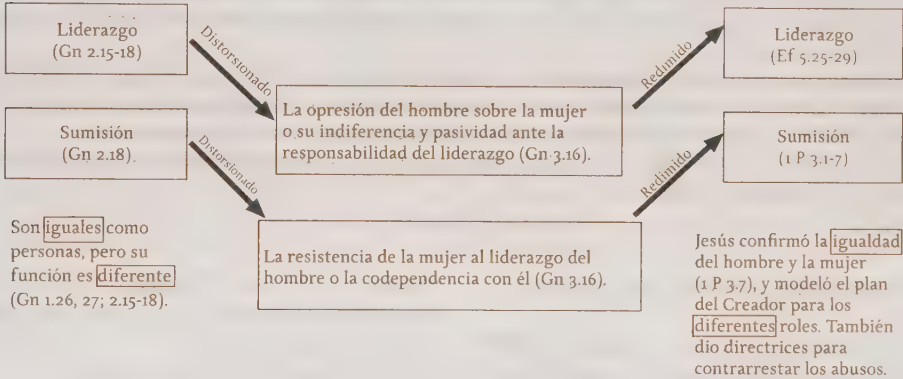 Liderazgo
(Gn 2.15-18)
Distorsionado
La opresión del hombre sobre la mujer
o su indiferencia y pasividad ante la
responsabilidad del liderazgo (Gn 3.16).
Redimido
Liderazgo
(Ef 5.25-29)
Sumisión
(Gn 2.18).
Distorsionado
La resistencia de la mujer al liderazgo del
hombre o la codependencia con él (Gn 3.16).
Redimido
Sumisión
(1 P 3.1-7)
Son iguales como
personas, pero su
función es diferente
(Gn 1.26, 27; 2.15-18).
Jesús confirmó la igualdad
del hombre y la mujer
(1 P 3.7), y modeló el plan
del Creador para los
diferentes roles. También
dio directrices para
contrarrestar los abusos.